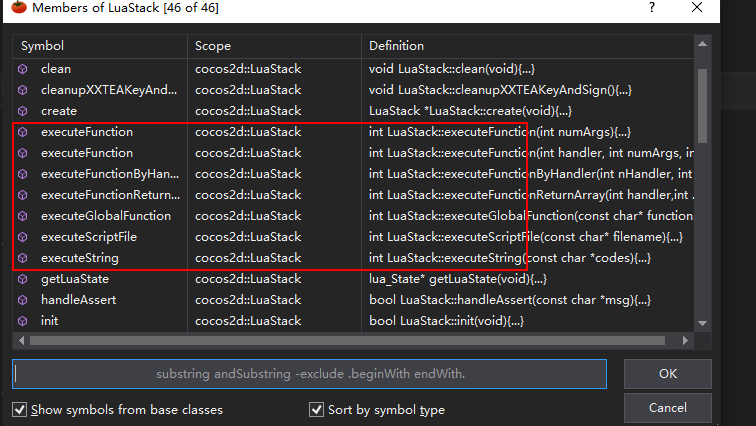 Members of LuaStack [46 of 46] ? ×
Symbol Scope Definition
clean cocos2d::LuaStack void LuaStack::clean(void){...}
cleanupXXTEAKeyAnd... cocos2d::LuaStack void LuaStack::cleanupXXTEAKeyAndSign(){...}
create cocos2d::LuaStack LuaStack *LuaStack::create(void){...}
executeFunction cocos2d::LuaStack int LuaStack::executeFunction(int numArgs){...}
executeFunction cocos2d::LuaStack int LuaStack::executeFunction(int handler, int numArgs, in
executeFunctionByHan... cocos2d::LuaStack int LuaStack::executeFunctionByHandler(int nHandler, int
executeFunctionReturn... cocos2d::LuaStack int LuaStack::executeFunctionReturnArray(int handler,int .
executeGlobalFunction cocos2d::LuaStack int LuaStack::executeGlobalFunction(const char* function.
executeScriptFile cocos2d::LuaStack int LuaStack::executeScriptFile(const char* filename){...}
executeString cocos2d::LuaStack int LuaStack::executeString(const char *codes){...}
getLuaState cocos2d::LuaStack lua_State* getLuaState(void){...}
handleAssert cocos2d::LuaStack bool LuaStack::handleAssert(const char *msg){...}
init cocos2d::LuaStack bool LuaStack::init(void){...}
substring andSubstring -exclude .beginWith endWith.
OK
Show symbols from base classes
Sort by symbol type
Cancel